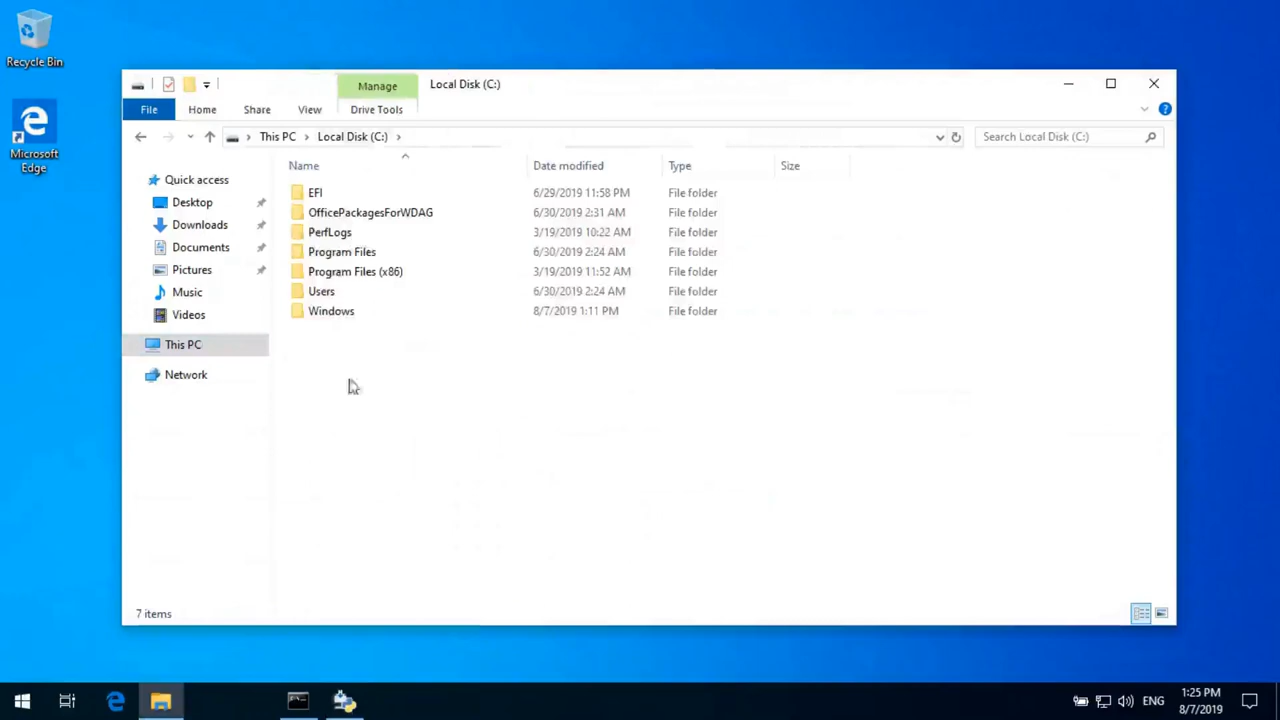 Recycle Bin
Microsoft
Edge
Manage
Local Disk (C:)
File
Home
Share
View
Drive Tools
This PC
Local Disk (C:)
Search Local Disk (C:)
Name
Date modified
Type
Size
Quick access
Desktop
Downloads
Documents
Pictures
Music
Videos
This PC
Network
EFI 6/29/2019 11:58 PM File folder
OfficePackagesForWDAG 6/30/2019 2:31 AM File folder
PerfLogs 3/19/2019 10:22 AM File folder
Program Files 6/30/2019 2:24 AM File folder
Program Files (x86) 3/19/2019 11:52 AM File folder
Users 6/30/2019 2:24 AM File folder
Windows 8/7/2019 1:11 PM File folder
7 items
ENG
1:25 PM
8/7/2019